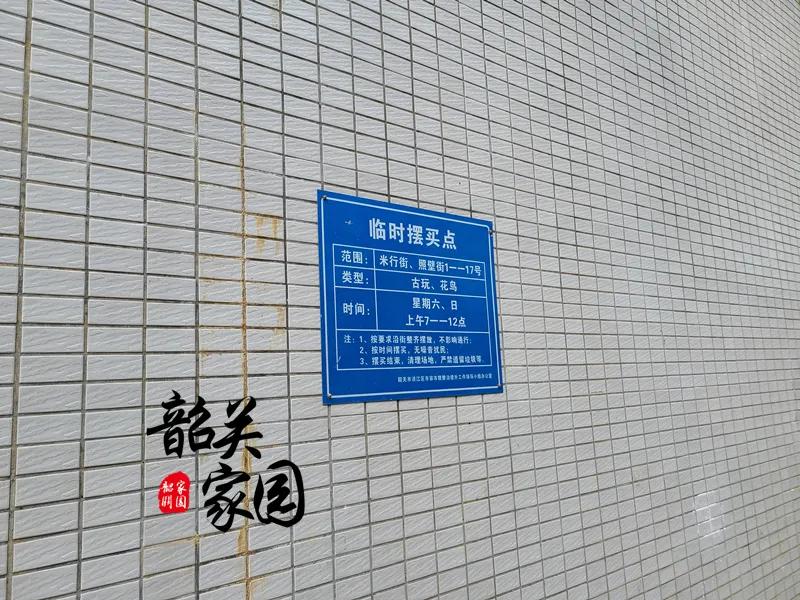 临时摆买点
范围： 米行街、照壁街1——17号
类型： 古玩、花鸟
时间： 星期六、日
上午7——12点
注：1、按要求沿街整齐摆放，不影响通行；
2、按时间摆买，无噪音扰民；
3、摆买结束，清理场地，严禁遗留垃圾等。
韶关
家园
韶关
家园